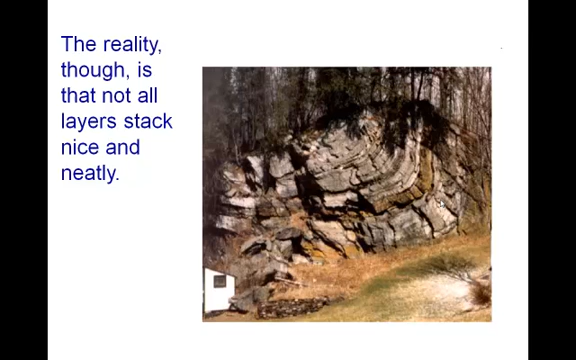 The reality,
though, is
that not all
layers stack
nice and
neatly.